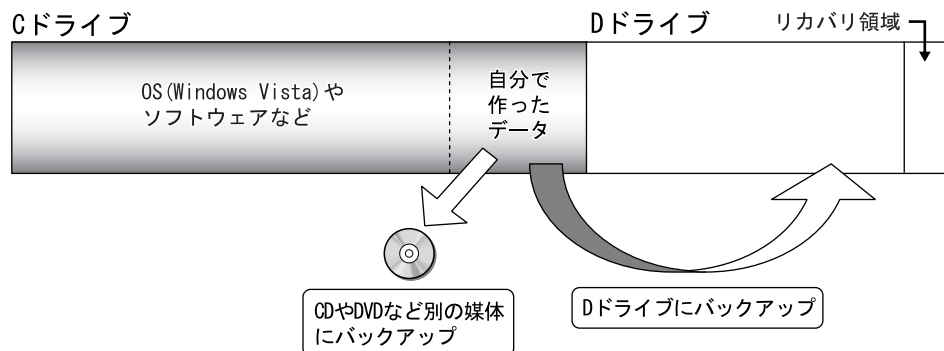 Cドライブ
Dドライブ
リカバリ領域
OS(Windows Vista)や
ソフトウェアなど
自分で
作った
データ
CDやDVDなど別の媒体
にバックアップ
Dドライブにバックアップ